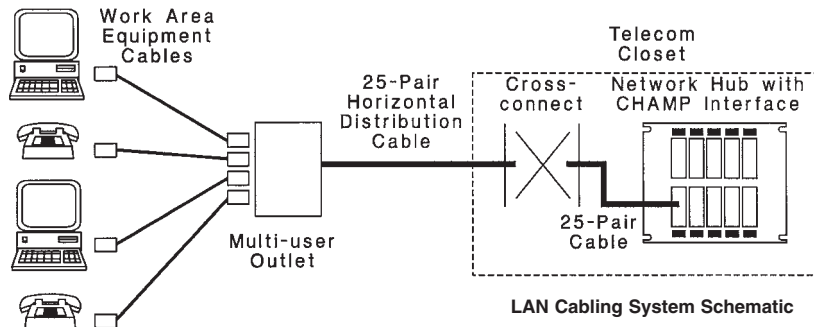 Work Area
Equipment
Cables
Telecom
Closet
25-Pair
Horizontal
Distribution
Cable
Cross-
connect
Network Hub with
CHAMP Interface
Multi-user
Outlet
25-Pair
Cable
LAN Cabling System Schematic